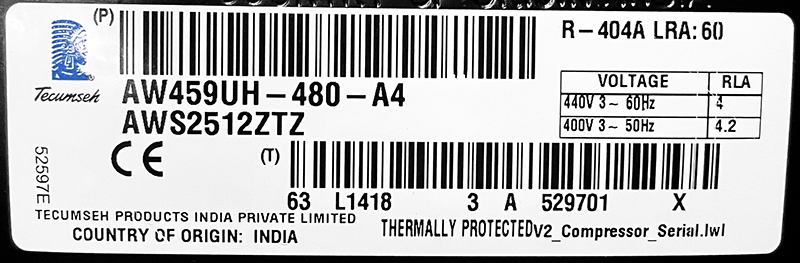 (P)
R-404A LRA: 60
Tecumseh
AW459UH-480-A4
AWS2512ZTZ
VOLTAGE RLA
440V 3~ 60Hz 4
400V 3~ 50Hz 4.2
CE
(T)
52597E
63 L1418 3 A 529701 X
TECUMSEH PRODUCTS INDIA PRIVATE LIMITED
THERMALLY PROTECTEDV2_Compressor_Serial.lwl
COUNTRY OF ORIGIN: INDIA